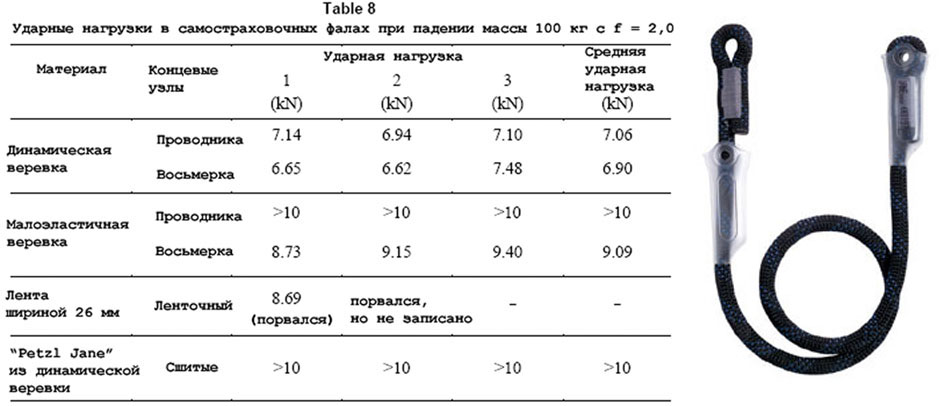 Table 8
Ударные нагрузки в самостраховочных фалах при падении массы 100 кг с f = 2,0
Материал
Концевые
узлы
Ударная нагрузка
Средняя
ударная
нагрузка
1 2 3
(kN) (kN) (kN) (kN)
Динамическая
веревка
Проводника 7.14 6.94 7.10 7.06
Восьмерка 6.65 6.62 7.48 6.90
Малоэластичная
веревка
Проводника >10 >10 >10 >10
Восьмерка 8.73 9.15 9.40 9.09
Лента
шириной 26 мм
Ленточный
8.69
(порвался)
порвался,
но не записано
– –
“Petzl Jane”
из динамической
веревки
Сшитые >10 >10 >10 >10